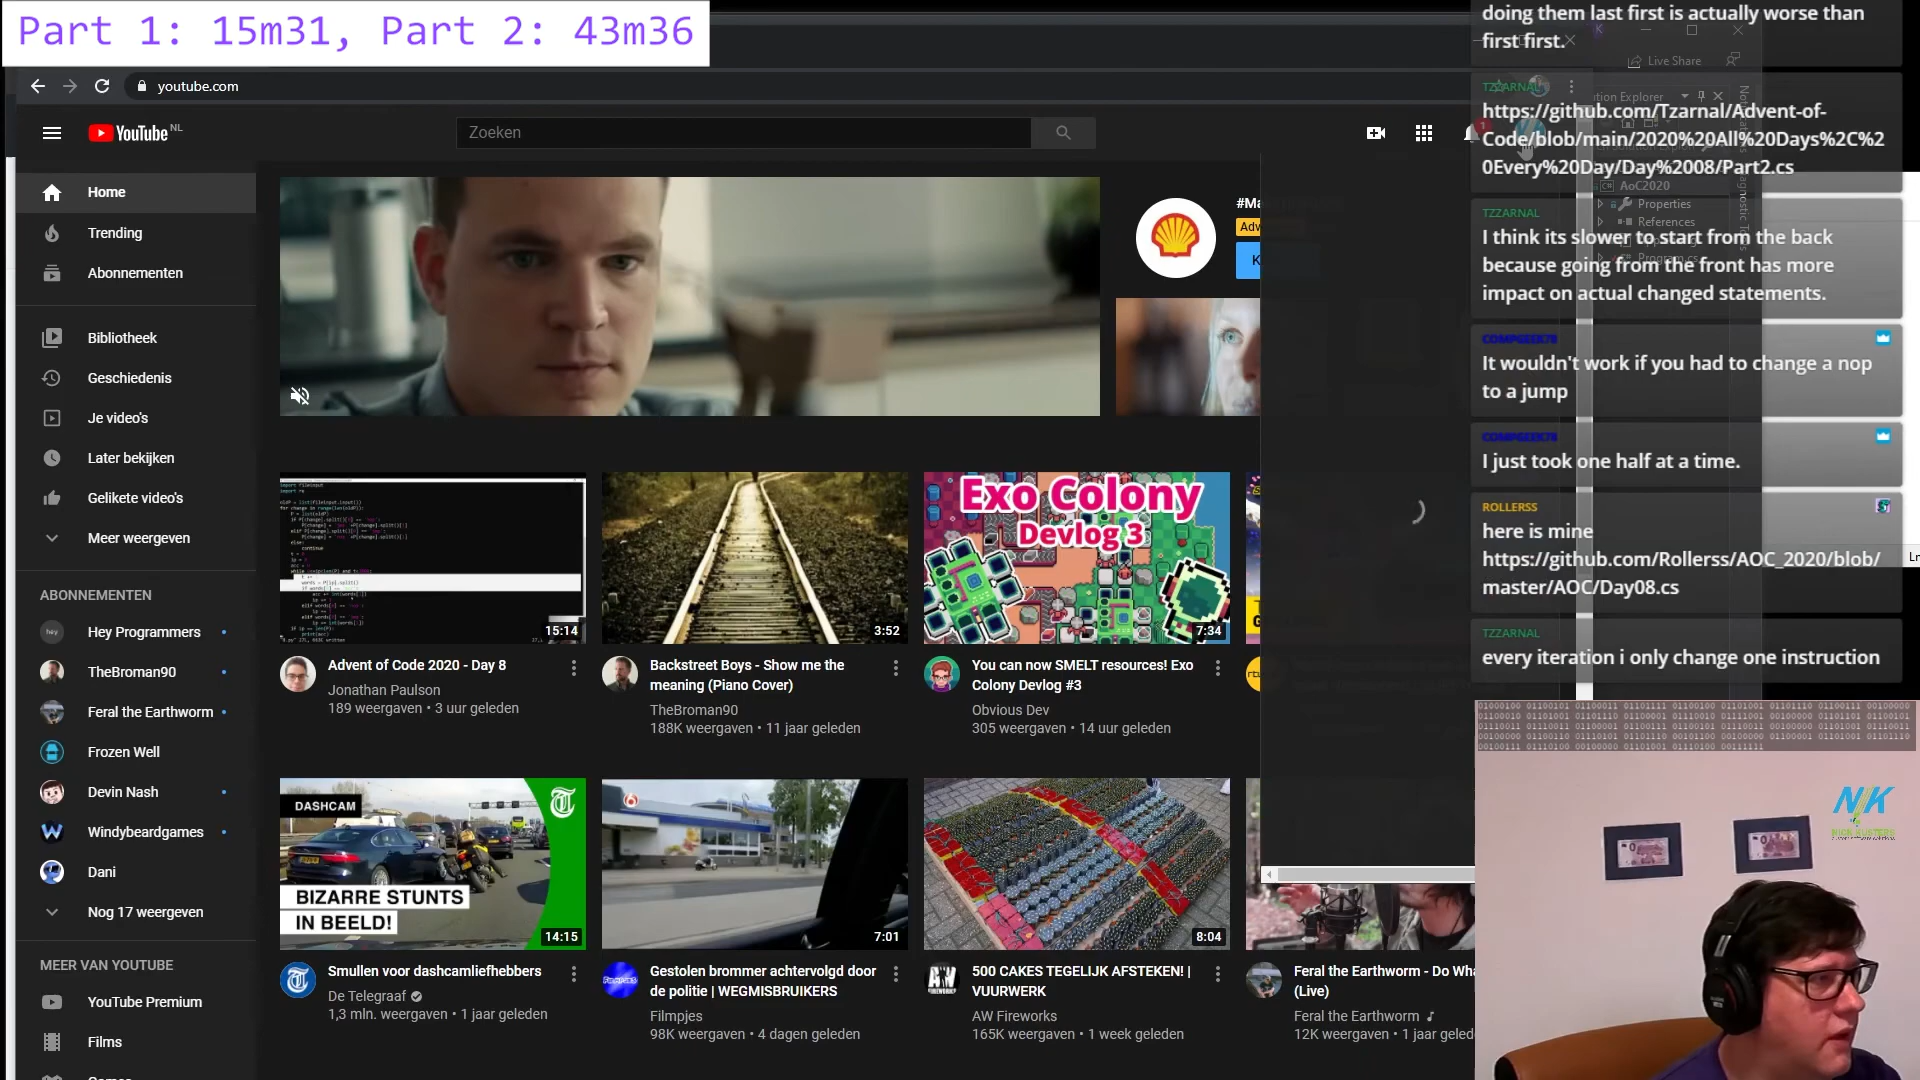 Part 1: 15m31, Part 2: 43m36
youtube.com
YouTube NL
Zoeken
Home
Trending
Abonnementen
Bibliotheek
Geschiedenis
Je video's
Later bekijken
Gelikete video's
Meer weergeven
ABONNEMENTEN
Hey Programmers
TheBroman90
Feral the Earthworm
Frozen Well
Devin Nash
Windybeardgames
Dani
Nog 17 weergeven
MEER VAN YOUTUBE
YouTube Premium
Films
15:14
Advent of Code 2020 - Day 8
Jonathan Paulson
189 weergaven • 3 uur geleden
3:52
Backstreet Boys - Show me the
meaning (Piano Cover)
TheBroman90
188K weergaven • 11 jaar geleden
Exo Colony
Devlog 3
7:34
You can now SMELT resources! Exo
Colony Devlog #3
Obvious Dev
305 weergaven • 14 uur geleden
DASHCAM
BIZARRE STUNTS
IN BEELD!
14:15
Smullen voor dashcamliefhebbers
De Telegraaf
1,3 mln. weergaven • 1 jaar geleden
7:01
Gestolen brommer achtervolgd door
de politie | WEGMISBRUIKERS
Filmpjes
98K weergaven • 4 dagen geleden
8:04
500 CAKES TEGELIJK AFSTEKEN! |
VUURWERK
AW Fireworks
165K weergaven • 1 week geleden
Feral the Earthworm - Do Wha
(Live)
Feral the Earthworm
12K weergaven • 1 jaar geled
doing them last first is actually worse than
first first.
Live Share
TZZARNAL
https://github.com/Tzarnal/Advent-of-
Code/blob/main/2020%20All%20Days%2C%2
0Every%20Day/Day%2008/Part2.cs
AoC2020
Properties
References
TZZARNAL
I think its slower to start from the back
because going from the front has more
impact on actual changed statements.
COMPGEEK78
It wouldn't work if you had to change a nop
to a jump
COMPGEEK78
I just took one half at a time.
ROLLERSS
here is mine
https://github.com/Rollerss/AOC_2020/blob/
master/AOC/Day08.cs
TZZARNAL
every iteration i only change one instruction